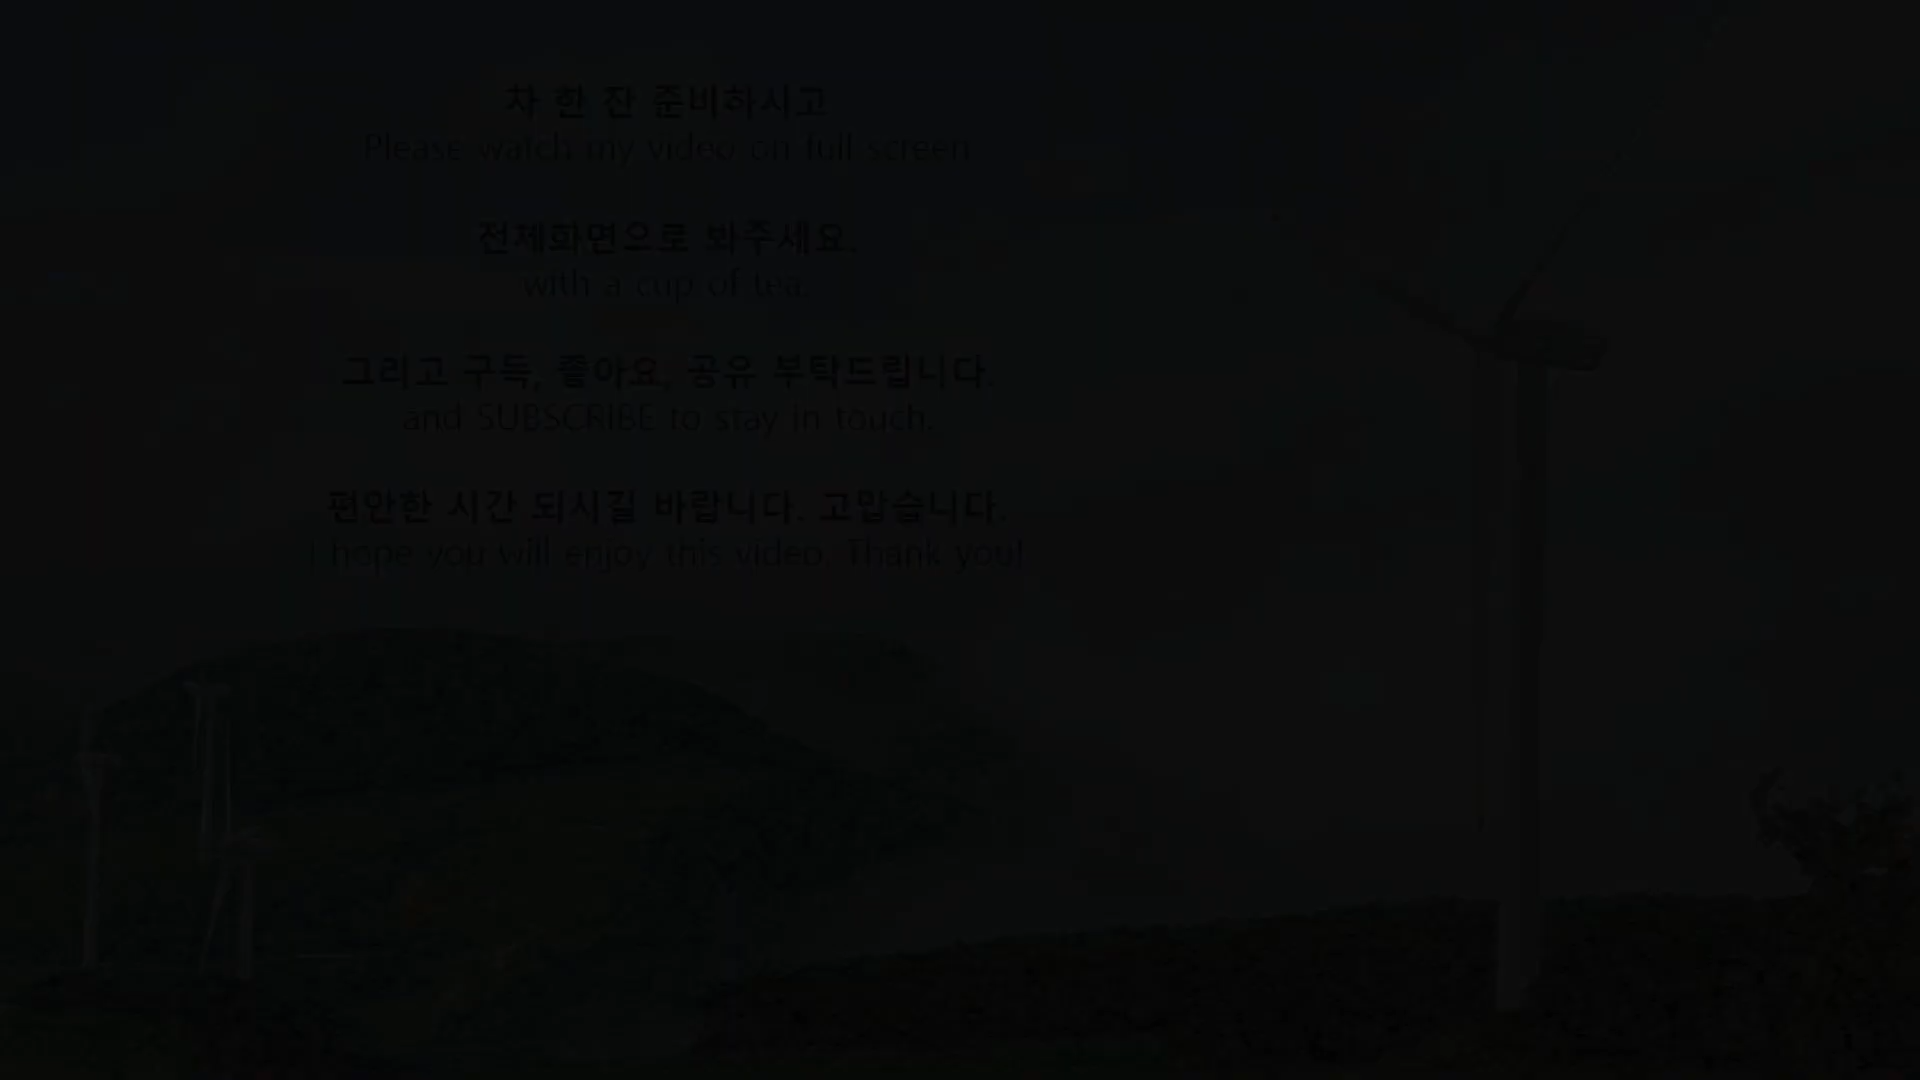 차 한 잔 준비하시고
Please watch my video on full screen
전체화면으로 봐주세요.
with a cup of tea.
그리고 구독, 좋아요, 공유 부탁드립니다.
and SUBSCRIBE to stay in touch.
편안한 시간 되시길 바랍니다. 고맙습니다.
I hope you will enjoy this video. Thank you!